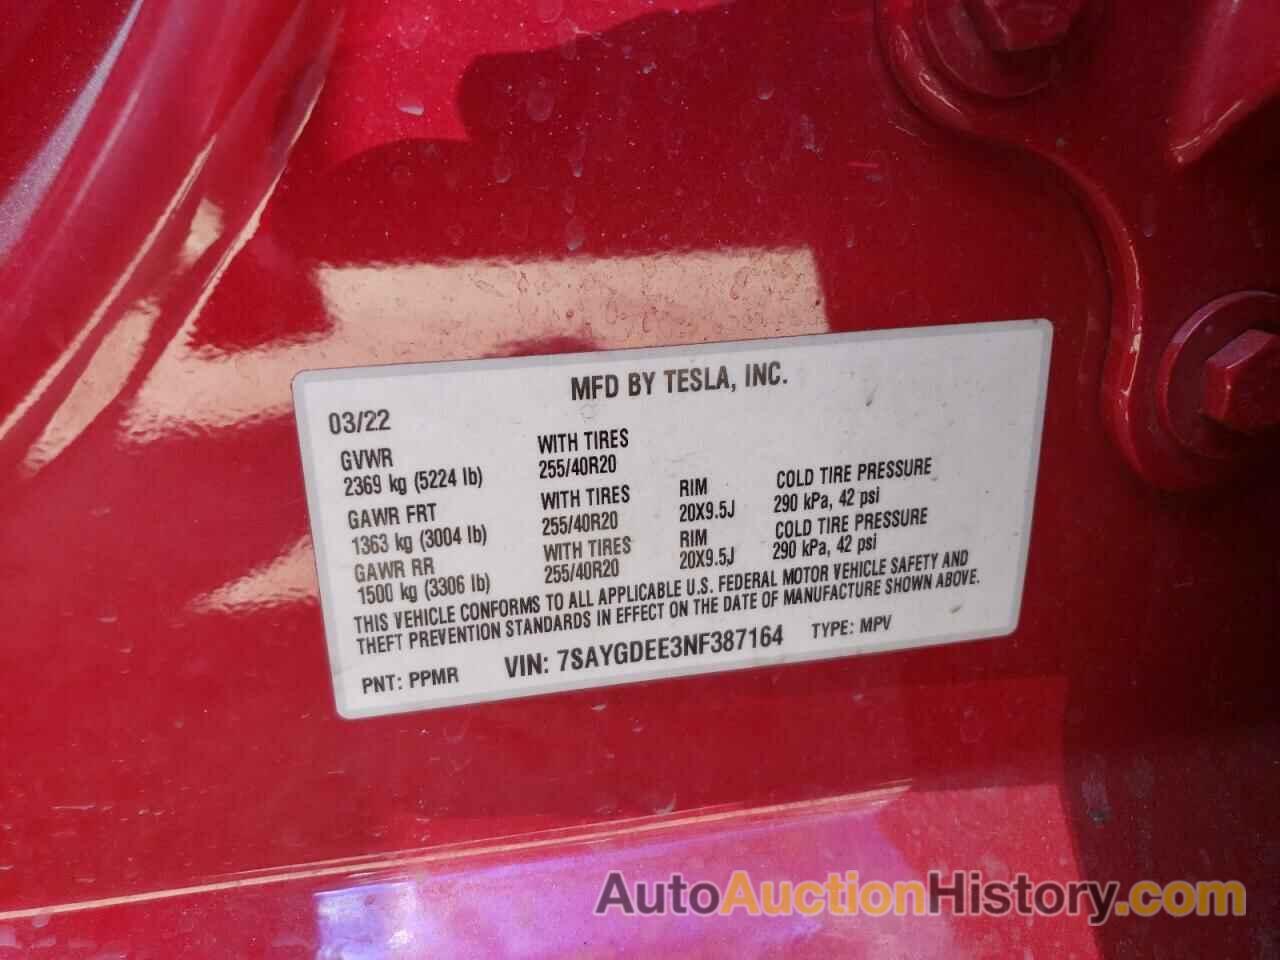 MFD BY TESLA, INC.
03/22
GVWR
2369 kg (5224 lb)
WITH TIRES
255/40R20
GAWR FRT
1363 kg (3004 lb)
WITH TIRES
255/40R20
RIM
20X9.5J
COLD TIRE PRESSURE
290 kPa, 42 psi
GAWR RR
1500 kg (3306 lb)
WITH TIRES
255/40R20
RIM
20X9.5J
COLD TIRE PRESSURE
290 kPa, 42 psi
THIS VEHICLE CONFORMS TO ALL APPLICABLE U.S. FEDERAL MOTOR VEHICLE SAFETY AND
THEFT PREVENTION STANDARDS IN EFFECT ON THE DATE OF MANUFACTURE SHOWN ABOVE.
PNT: PPMR VIN: 7SAYGDEE3NF387164 TYPE: MPV
AutoAuctionHistory.com